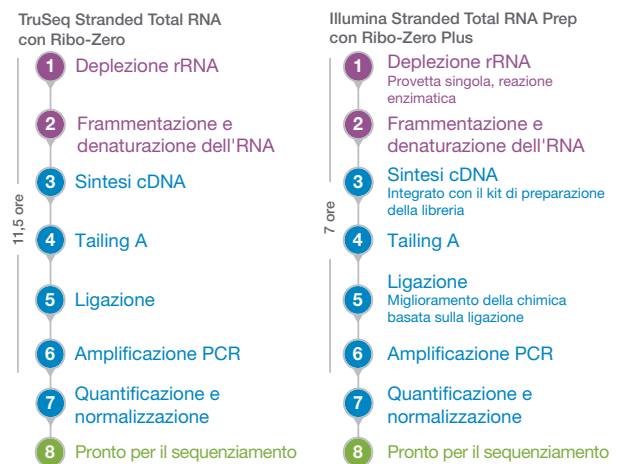 TruSeq Stranded Total RNA
con Ribo-Zero
11,5 ore
1 Deplezione rRNA
2 Frammentazione e
denaturazione dell'RNA
3 Sintesi cDNA
4 Tailing A
5 Ligazione
6 Amplificazione PCR
7 Quantificazione e
normalizzazione
8 Pronto per il sequenziamento
Illumina Stranded Total RNA Prep
con Ribo-Zero Plus
7 ore
1 Deplezione rRNA
Provetta singola, reazione
enzimatica
2 Frammentazione e
denaturazione dell'RNA
3 Sintesi cDNA
Integrato con il kit di preparazione
della libreria
4 Tailing A
5 Ligazione
Miglioramento della chimica
basata sulla ligazione
6 Amplificazione PCR
7 Quantificazione e
normalizzazione
8 Pronto per il sequenziamento